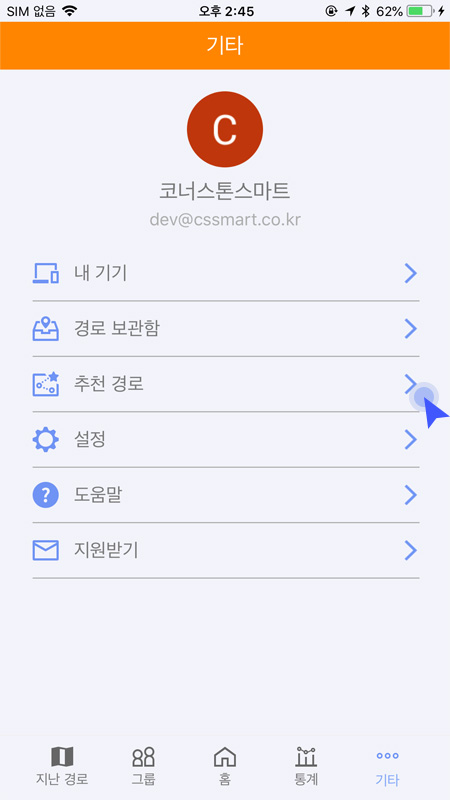 SIM 없음 오후 2:45 62%
기타
C
코너스톤스마트
dev@cssmart.co.kr
내 기기
경로 보관함
추천 경로
설정
도움말
지원받기
지난 경로 그룹 홈 통계 기타